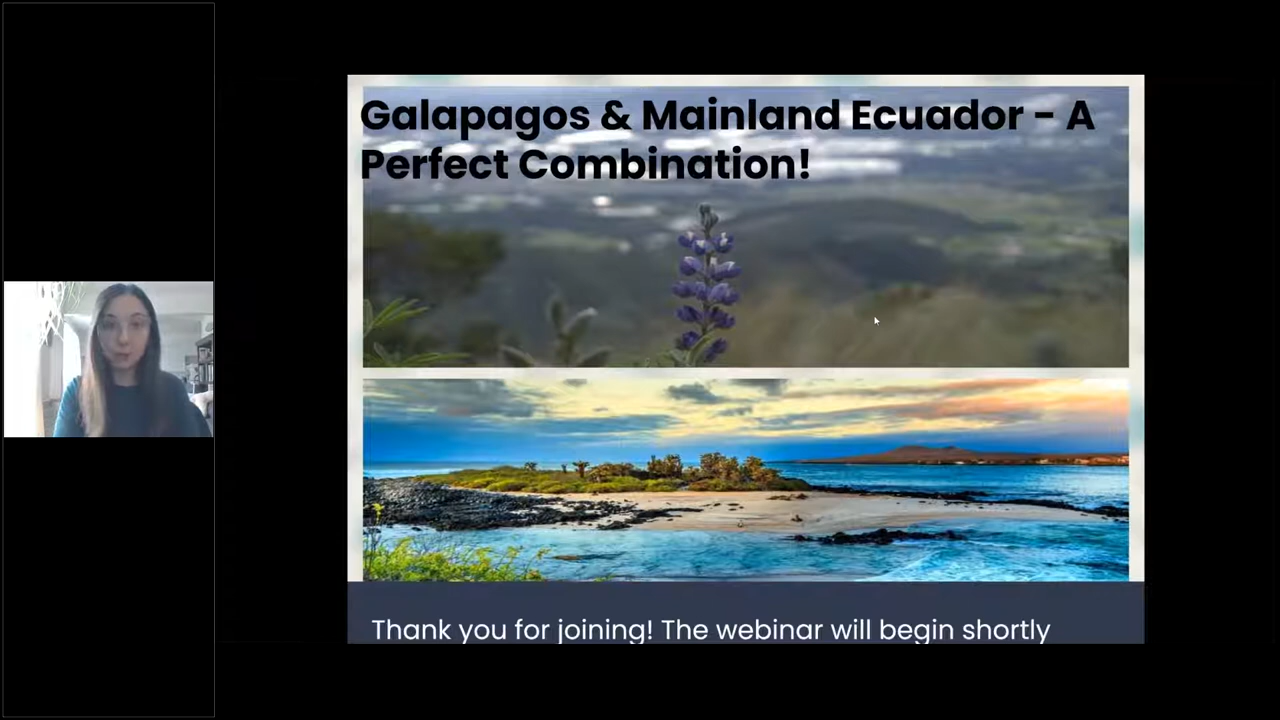 Galapagos & Mainland Ecuador - A
Perfect Combination!
Thank you for joining! The webinar will begin shortly